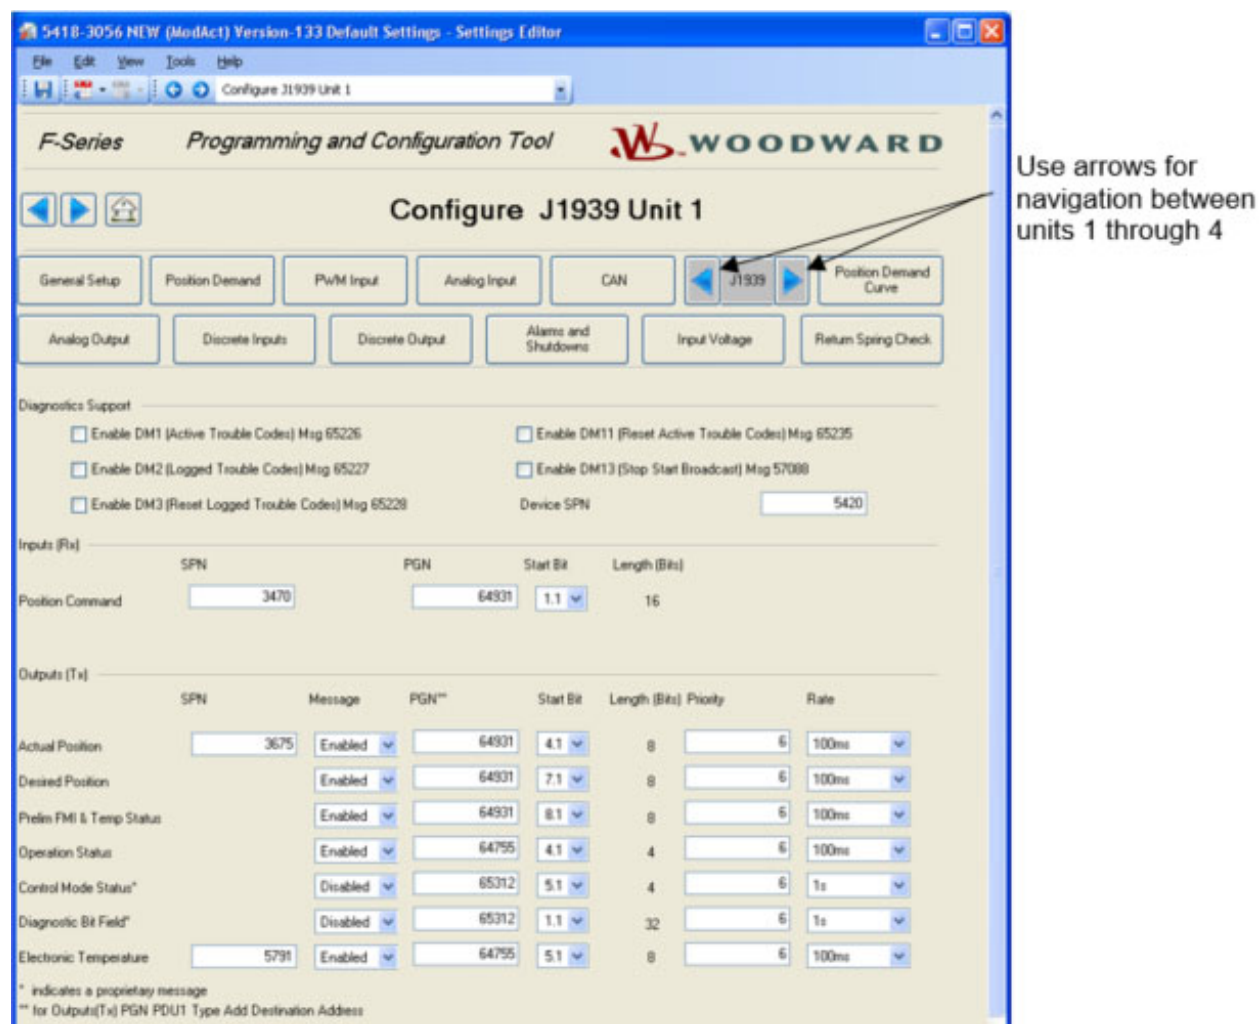 5418-3056 NEW (ModAct) Version-133 Default Settings - Settings Editor
File Edit View Tools Help
Configure J1939 Unit 1
F-Series Programming and Configuration Tool WOODWARD
Use arrows for
navigation between
units 1 through 4
Configure J1939 Unit 1
General Setup Position Demand PWM Input Analog Input CAN J1939 Position Demand Curve
Analog Output Discrete Inputs Discrete Output Alarms and Shutdowns Input Voltage Return Spring Check
Diagnostics Support
Enable DM1 (Active Trouble Codes) Msg 65226 Enable DM11 (Reset Active Trouble Codes) Msg 65235
Enable DM2 (Logged Trouble Codes) Msg 65227 Enable DM13 (Stop Start Broadcast) Msg 57088
Enable DM3 (Reset Logged Trouble Codes) Msg 65228 Device SPN 5420
Inputs (Rx)
SPN PGN Start Bit Length (Bits)
Position Command 3470 64931 1.1 16
Outputs (Tx)
SPN Message PGN** Start Bit Length (Bits) Priority Rate
Actual Position 3675 Enabled 64931 4.1 8 6 100ms
Desired Position Enabled 64931 7.1 8 6 100ms
Prelim FMI & Temp Status Enabled 64931 8.1 8 6 100ms
Operation Status Enabled 64755 4.1 4 6 100ms
Control Mode Status* Disabled 65312 5.1 4 6 1s
Diagnostic Bit Field* Disabled 65312 1.1 32 6 1s
Electronic Temperature 5791 Enabled 64755 5.1 8 6 100ms
* indicates a proprietary message
** for Outputs(Tx) PGN PDU1 Type Add Destination Address